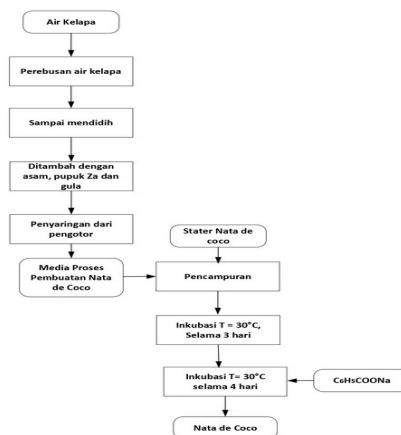 Air Kelapa
Perebusan air kelapa
Sampai mendidih
Ditambah dengan
asam, pupuk Za dan
gula
Penyaringan dari
pengotor
Media Proses
Pembuatan Nata
de Coco
Stater Nata de
coco
Pencampuran
Inkubasi T = 30°C,
Selama 3 hari
Inkubasi T= 30°C
selama 4 hari
C₆H₅COONa
Nata de Coco